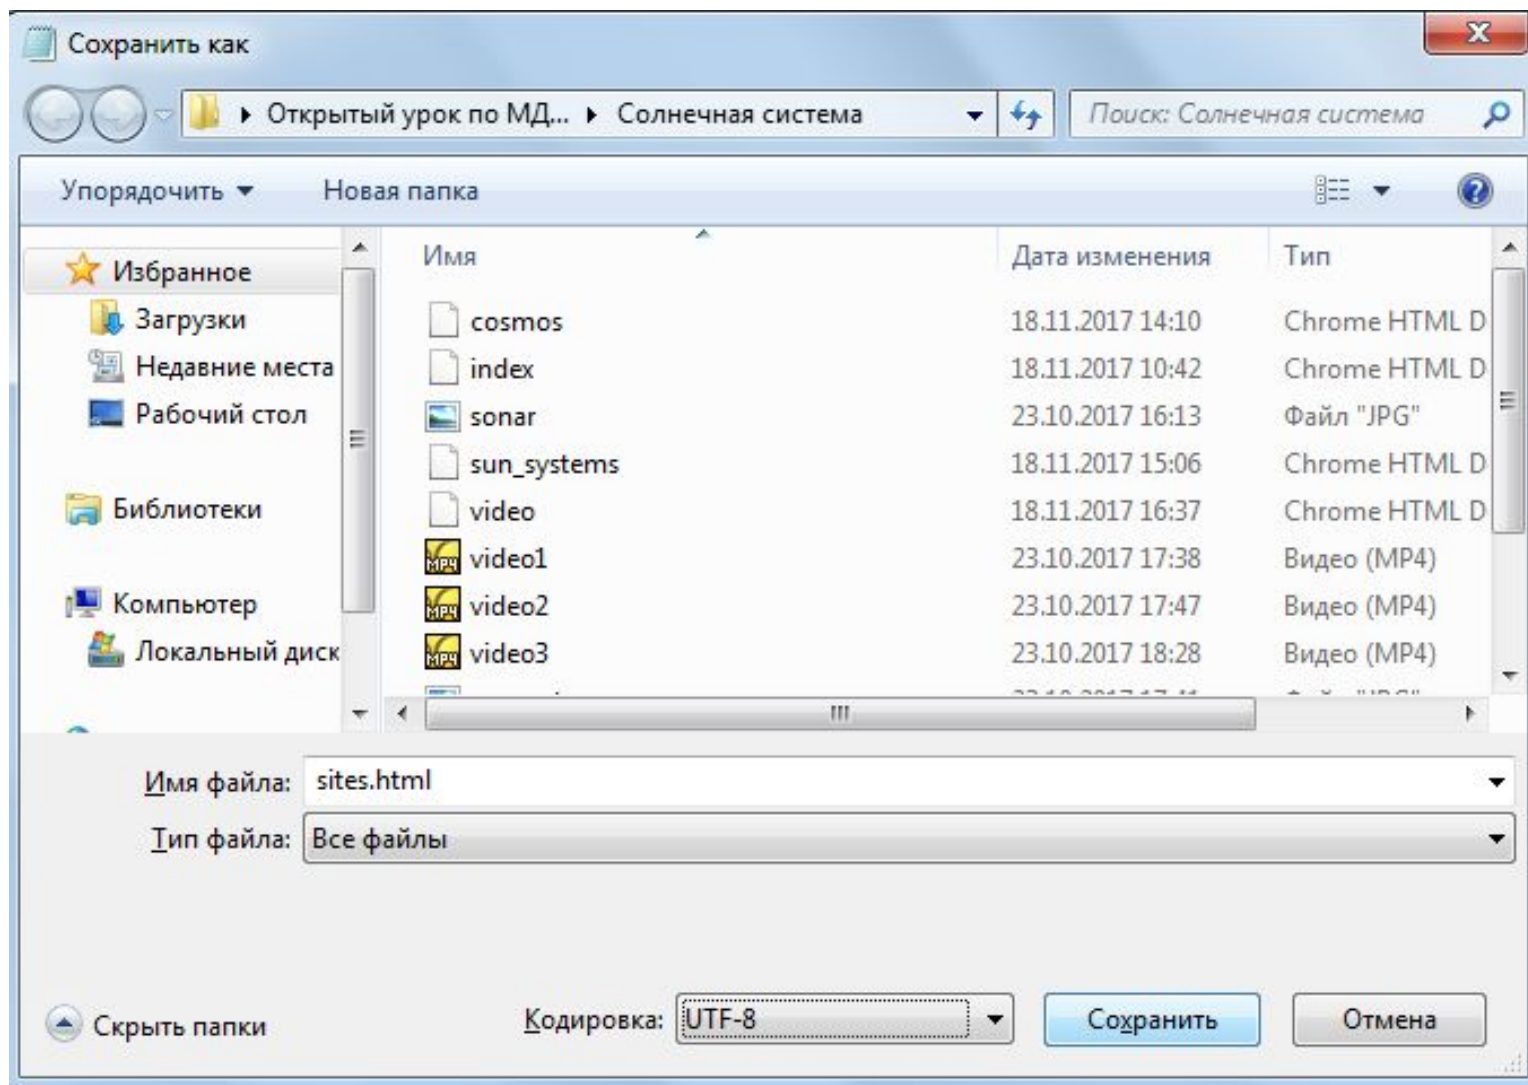 Сохранить как
Открытый урок по МД... Солнечная система Поиск: Солнечная система
Упорядочить Новая папка
Избранное
Загрузки
Недавние места
Рабочий стол
Библиотеки
Компьютер
Локальный диск
Имя Дата изменения Тип
cosmos 18.11.2017 14:10 Chrome HTML D
index 18.11.2017 10:42 Chrome HTML D
sonar 23.10.2017 16:13 Файл "JPG"
sun_systems 18.11.2017 15:06 Chrome HTML D
video 18.11.2017 16:37 Chrome HTML D
video1 23.10.2017 17:38 Видео (MP4)
video2 23.10.2017 17:47 Видео (MP4)
video3 23.10.2017 18:28 Видео (MP4)
Имя файла: sites.html
Тип файла: Все файлы
Скрыть папки Кодировка: UTF-8 Сохранить Отмена